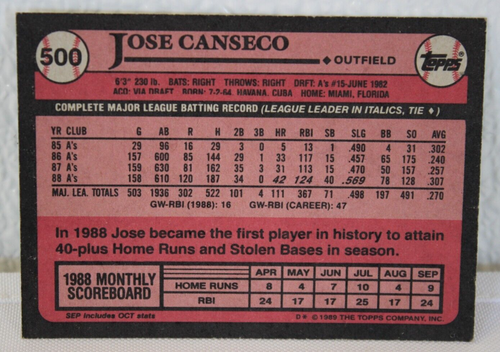 500 JOSE CANSECO
OUTFIELD Topps
6'3" 230 lb. BATS: RIGHT THROWS: RIGHT DRFT: A's #15-JUNE 1982
ACQ: VIA DRAFT BORN: 7-2-64, HAVANA, CUBA HOME: MIAMI, FLORIDA
COMPLETE MAJOR LEAGUE BATTING RECORD (LEAGUE LEADER IN ITALICS, TIE ♦)
YR CLUB G AB R H 2B 3B HR RBI SB SLG BB SO AVG
85 A's 29 96 16 29 3 0 5 13 1 .490 4 31 .302
86 A's 157 600 85 144 29 1 33 117 15 .457 65 175 .240
87 A's 159 630 81 162 35 3 31 113 15 .470 50 157 .257
88 A's 158 610 120 187 34 0 42 124 40 .569 78 128 .307
MAJ. LEA. TOTALS 503 1936 302 522 101 4 111 367 71 .498 197 491 .270
GW-RBI (1988): 16 GW-RBI (CAREER): 47
In 1988 Jose became the first player in history to attain
40-plus Home Runs and Stolen Bases in season.
1988 MONTHLY SCOREBOARD APR MAY JUN JUL AUG SEP
HOME RUNS 8 4 7 10 4 9
RBI 24 17 17 25 17 24
SEP includes OCT stats D* © 1989 THE TOPPS COMPANY, INC.